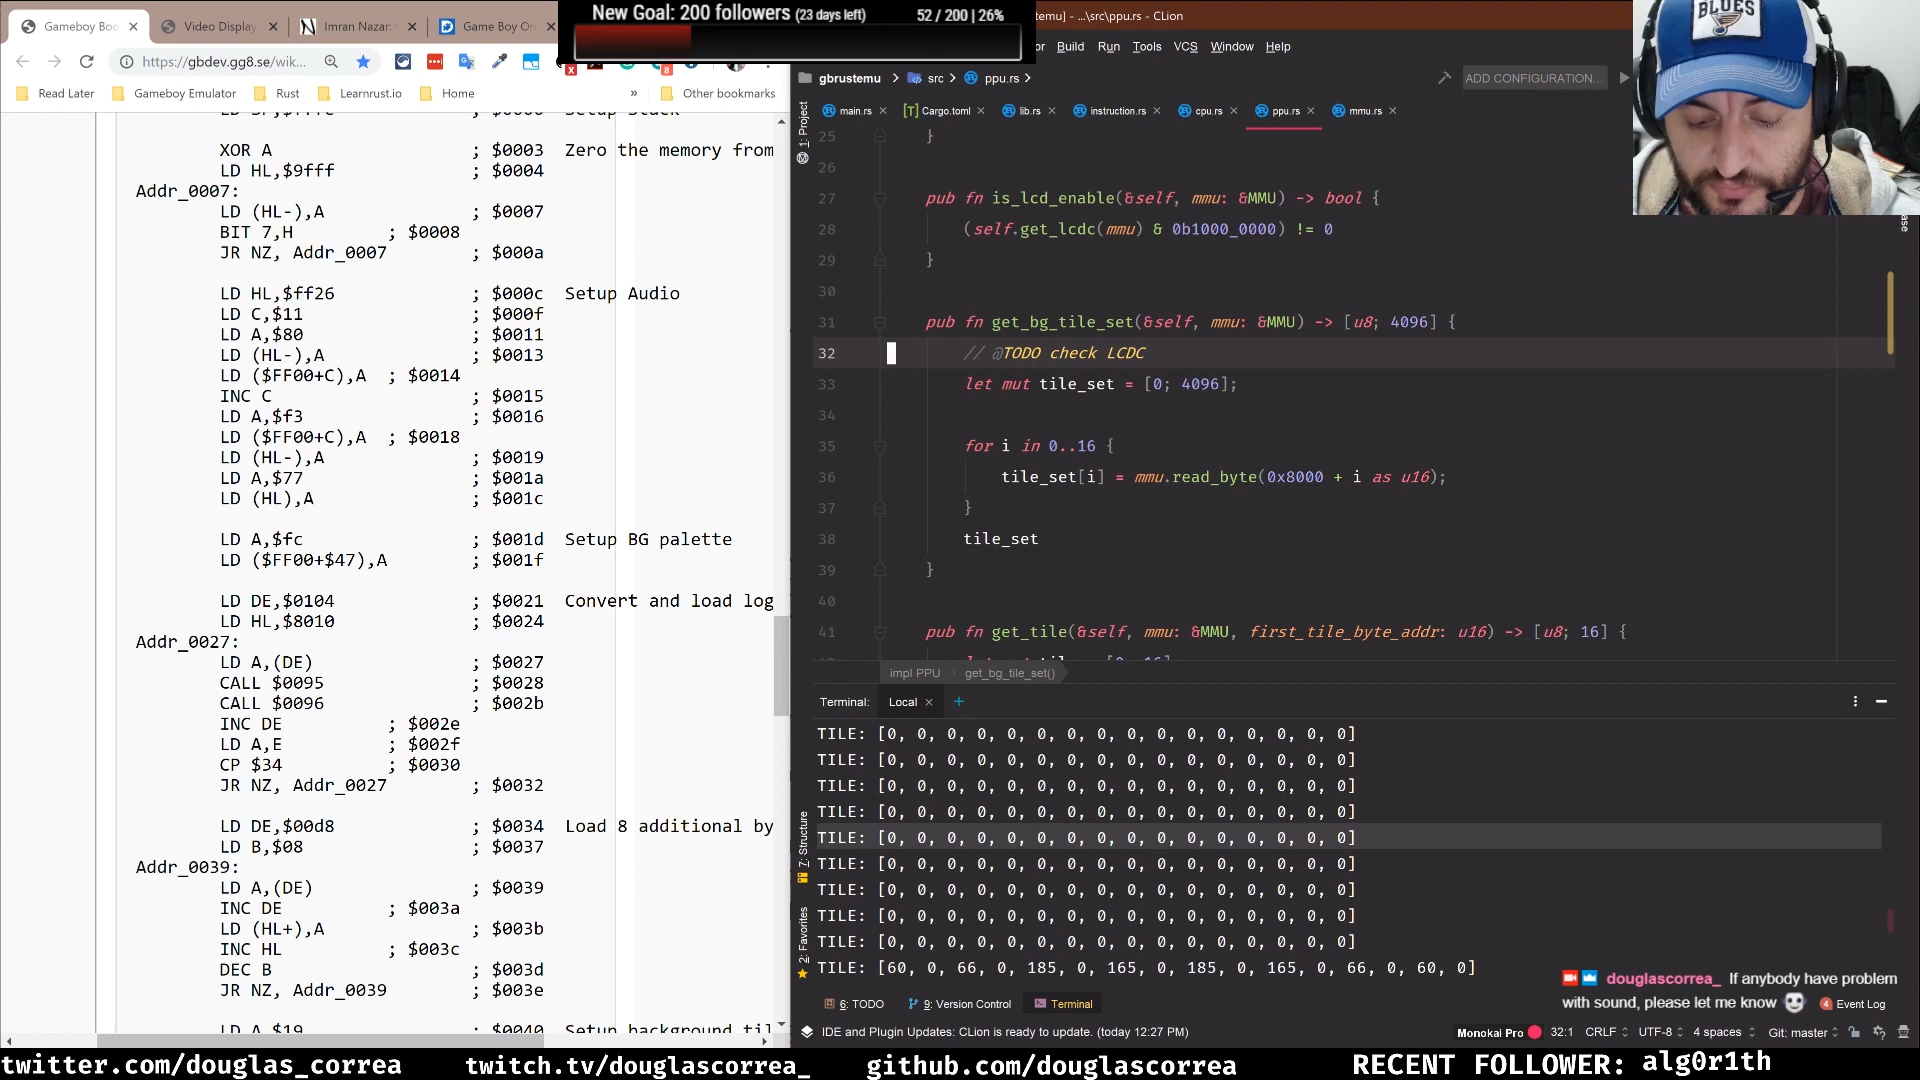 New Goal: 200 followers (23 days left) 52 / 200 | 26%
Gameboy Boo
Video Display
Imran Nazar:
Game Boy On
https://gbdev.gg8.se/wik...
Read Later
Gameboy Emulator
Rust
Learnrust.io
Home
»
Other bookmarks
XOR A ; $0003 Zero the memory from
LD HL,$9fff ; $0004
Addr_0007:
LD (HL-),A ; $0007
BIT 7,H ; $0008
JR NZ, Addr_0007 ; $000a
LD HL,$ff26 ; $000c Setup Audio
LD C,$11 ; $000f
LD A,$80 ; $0011
LD (HL-),A ; $0013
LD ($FF00+C),A ; $0014
INC C ; $0015
LD A,$f3 ; $0016
LD ($FF00+C),A ; $0018
LD (HL-),A ; $0019
LD A,$77 ; $001a
LD (HL),A ; $001c
LD A,$fc ; $001d Setup BG palette
LD ($FF00+$47),A ; $001f
LD DE,$0104 ; $0021 Convert and load log
LD HL,$8010 ; $0024
Addr_0027:
LD A,(DE) ; $0027
CALL $0095 ; $0028
CALL $0096 ; $002b
INC DE ; $002e
LD A,E ; $002f
CP $34 ; $0030
JR NZ, Addr_0027 ; $0032
LD DE,$00d8 ; $0034 Load 8 additional by
LD B,$08 ; $0037
Addr_0039:
LD A,(DE) ; $0039
INC DE ; $003a
LD (HL+),A ; $003b
INC HL ; $003c
DEC B ; $003d
JR NZ, Addr_0039 ; $003e
LD A,$19 ; $0040 Setup background til
stemu] - ...\src\ppu.rs - CLion
Build Run Tools VCS Window Help
gbrustemu > src > ppu.rs >
ADD CONFIGURATION...
main.rs Cargo.toml lib.rs instruction.rs cpu.rs ppu.rs mmu.rs
1: Project
25 }
26
27 pub fn is_lcd_enable(&self, mmu: &MMU) -> bool {
28 (self.get_lcdc(mmu) & 0b1000_0000) != 0
29 }
30
31 pub fn get_bg_tile_set(&self, mmu: &MMU) -> [u8; 4096] {
32 // @TODO check LCDC
33 let mut tile_set = [0; 4096];
34
35 for i in 0..16 {
36 tile_set[i] = mmu.read_byte(0x8000 + i as u16);
37 }
38 tile_set
39 }
40
41 pub fn get_tile(&self, mmu: &MMU, first_tile_byte_addr: u16) -> [u8; 16] {
impl PPU > get_bg_tile_set()
Terminal: Local +
TILE: [0, 0, 0, 0, 0, 0, 0, 0, 0, 0, 0, 0, 0, 0, 0, 0]
TILE: [0, 0, 0, 0, 0, 0, 0, 0, 0, 0, 0, 0, 0, 0, 0, 0]
TILE: [0, 0, 0, 0, 0, 0, 0, 0, 0, 0, 0, 0, 0, 0, 0, 0]
TILE: [0, 0, 0, 0, 0, 0, 0, 0, 0, 0, 0, 0, 0, 0, 0, 0]
TILE: [0, 0, 0, 0, 0, 0, 0, 0, 0, 0, 0, 0, 0, 0, 0, 0]
TILE: [0, 0, 0, 0, 0, 0, 0, 0, 0, 0, 0, 0, 0, 0, 0, 0]
TILE: [0, 0, 0, 0, 0, 0, 0, 0, 0, 0, 0, 0, 0, 0, 0, 0]
TILE: [0, 0, 0, 0, 0, 0, 0, 0, 0, 0, 0, 0, 0, 0, 0, 0]
TILE: [0, 0, 0, 0, 0, 0, 0, 0, 0, 0, 0, 0, 0, 0, 0, 0]
TILE: [60, 0, 66, 0, 185, 0, 165, 0, 185, 0, 165, 0, 66, 0, 60, 0]
7: Structure
2: Favorites
6: TODO 9: Version Control Terminal
4 Event Log
IDE and Plugin Updates: CLion is ready to update. (today 12:27 PM)
Monokai Pro 32:1 CRLF UTF-8 4 spaces Git: master
BLUES
douglascorrea_ If anybody have problem
with sound, please let me know
twitter.com/douglas_correa twitch.tv/douglascorrea_ github.com/douglascorrea RECENT FOLLOWER: alg0r1th